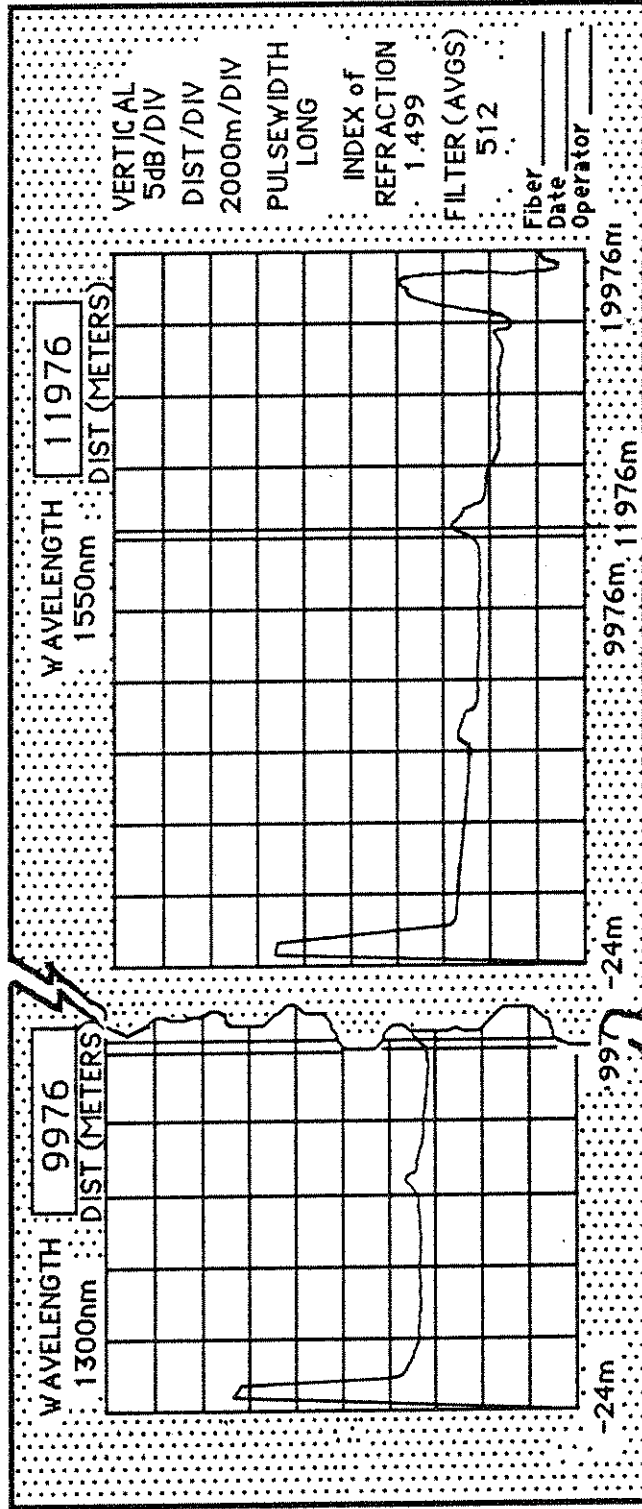 WAVELENGTH 9976
1300nm DIST (METERS
-24m 997
WAVELENGTH 11976
1550nm DIST (METERS)
-24m 9976m 11976m 19976m
VERTICAL
5dB/DIV
DIST/DIV
2000m/DIV
PULSEWIDTH
LONG
INDEX of
REFRACTION
1.499
FILTER(AVGS)
512
Fiber
Date
Operator